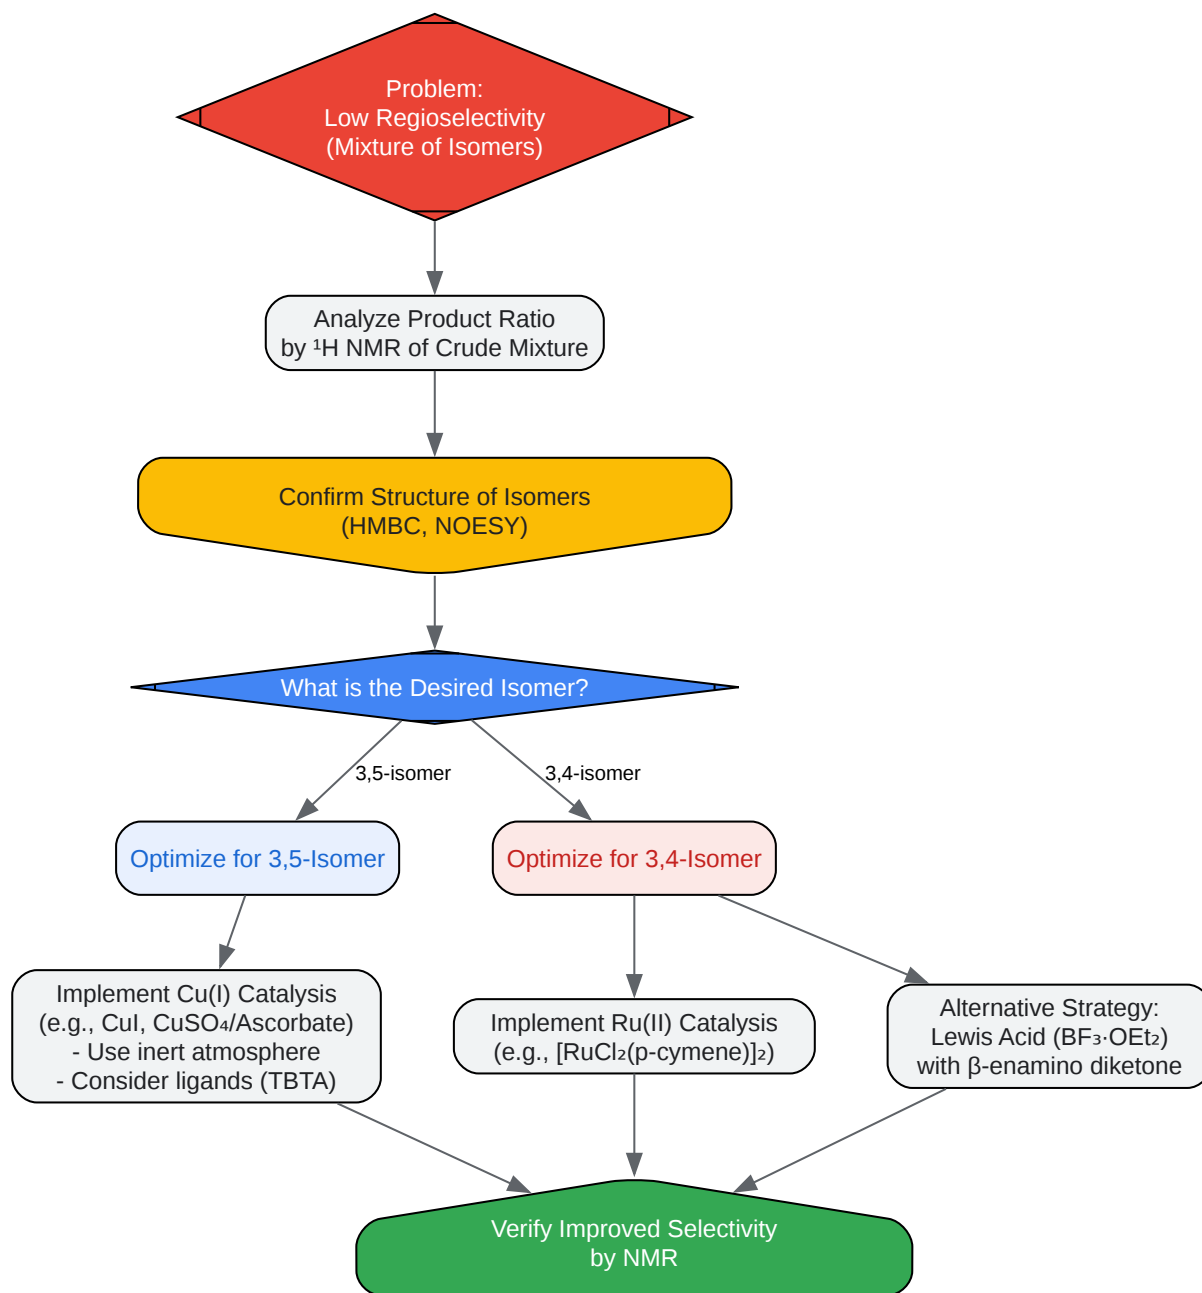 Problem:
Low Regioselectivity
(Mixture of Isomers)
Analyze Product Ratio
by ¹H NMR of Crude Mixture
Confirm Structure of Isomers
(HMBC, NOESY)
What is the Desired Isomer?
3,5-isomer
3,4-isomer
Optimize for 3,5-Isomer
Optimize for 3,4-Isomer
Implement Cu(I) Catalysis
(e.g., CuI, CuSO₄/Ascorbate)
- Use inert atmosphere
- Consider ligands (TBTA)
Implement Ru(II) Catalysis
(e.g., [RuCl₂(p-cymene)]₂)
Alternative Strategy:
Lewis Acid (BF₃·OEt₂)
with β-enamino diketone
Verify Improved Selectivity
by NMR